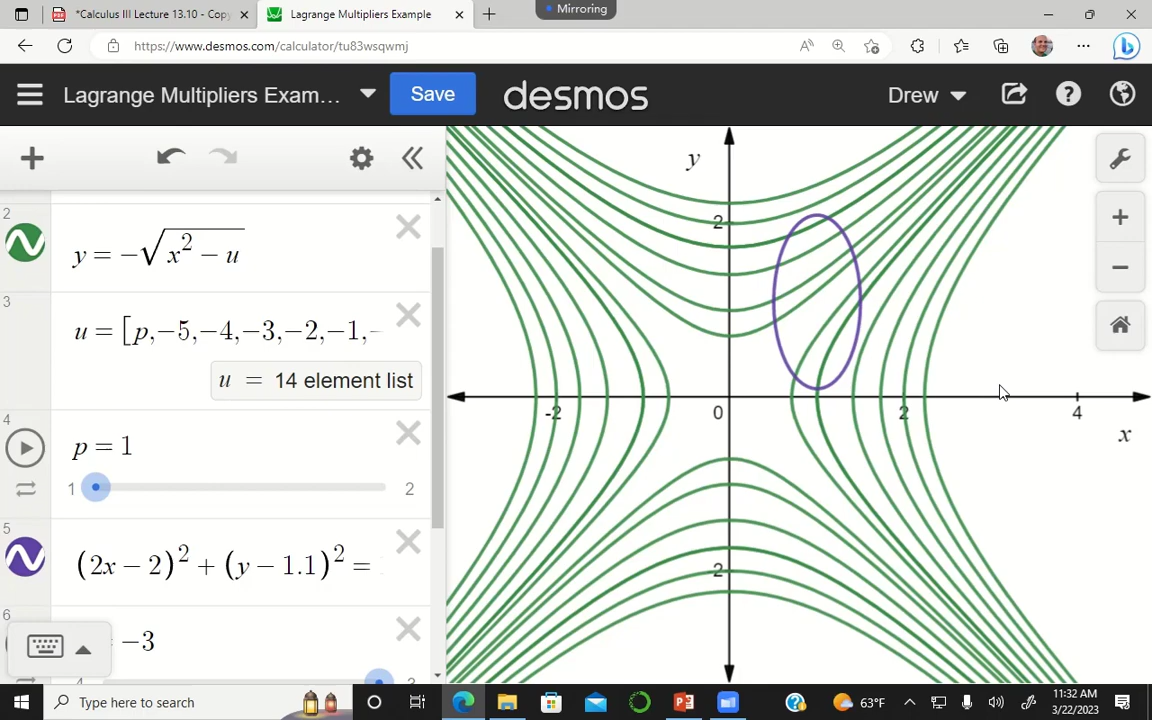 Mirroring
*Calculus III Lecture 13.10 - Copy
Lagrange Multipliers Example
https://www.desmos.com/calculator/tu83wsqwmj
Lagrange Multipliers Exam...
Save
desmos
Drew
2
y = −√(x² − u)
3
u = [p,−5,−4,−3,−2,−1,−
u = 14 element list
4
p = 1
1
2
5
(2x − 2)² + (y − 1.1)² =
6
−3
y
2
-2
0
2
4
x
2
Type here to search
63°F
11:32 AM
3/22/2023